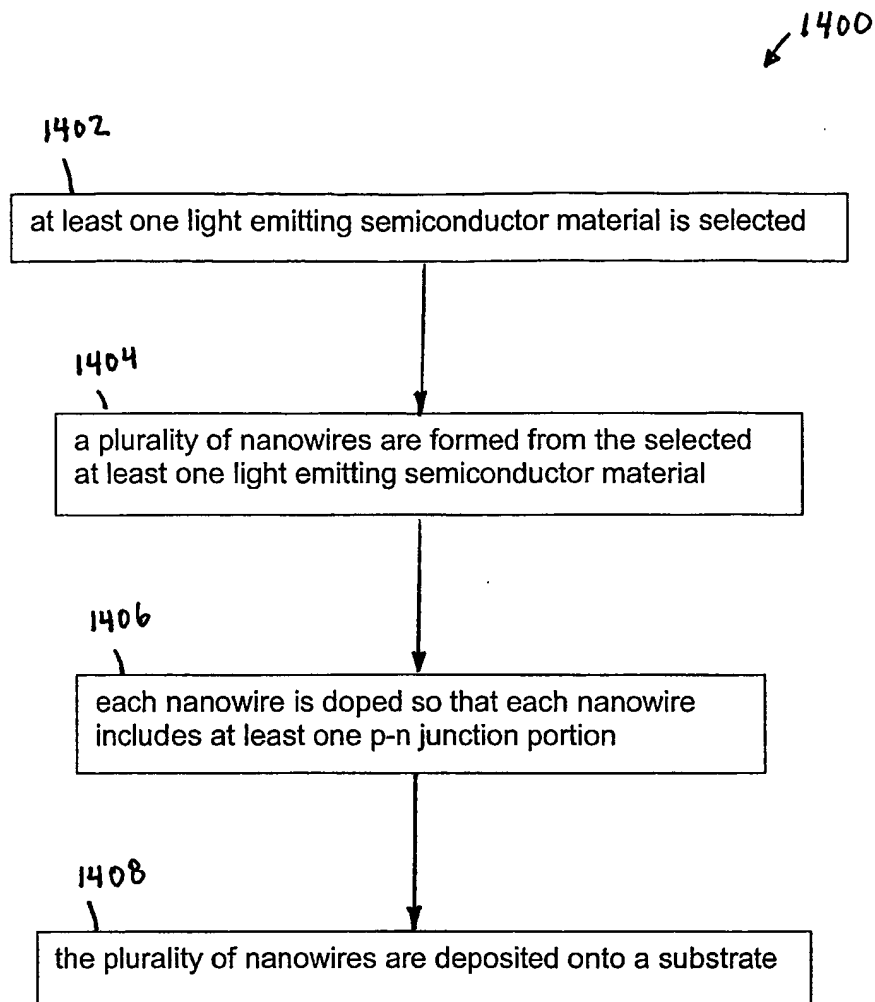 1400
1402
at least one light emitting semiconductor material is selected
1404
a plurality of nanowires are formed from the selected
at least one light emitting semiconductor material
1406
each nanowire is doped so that each nanowire
includes at least one p-n junction portion
1408
the plurality of nanowires are deposited onto a substrate